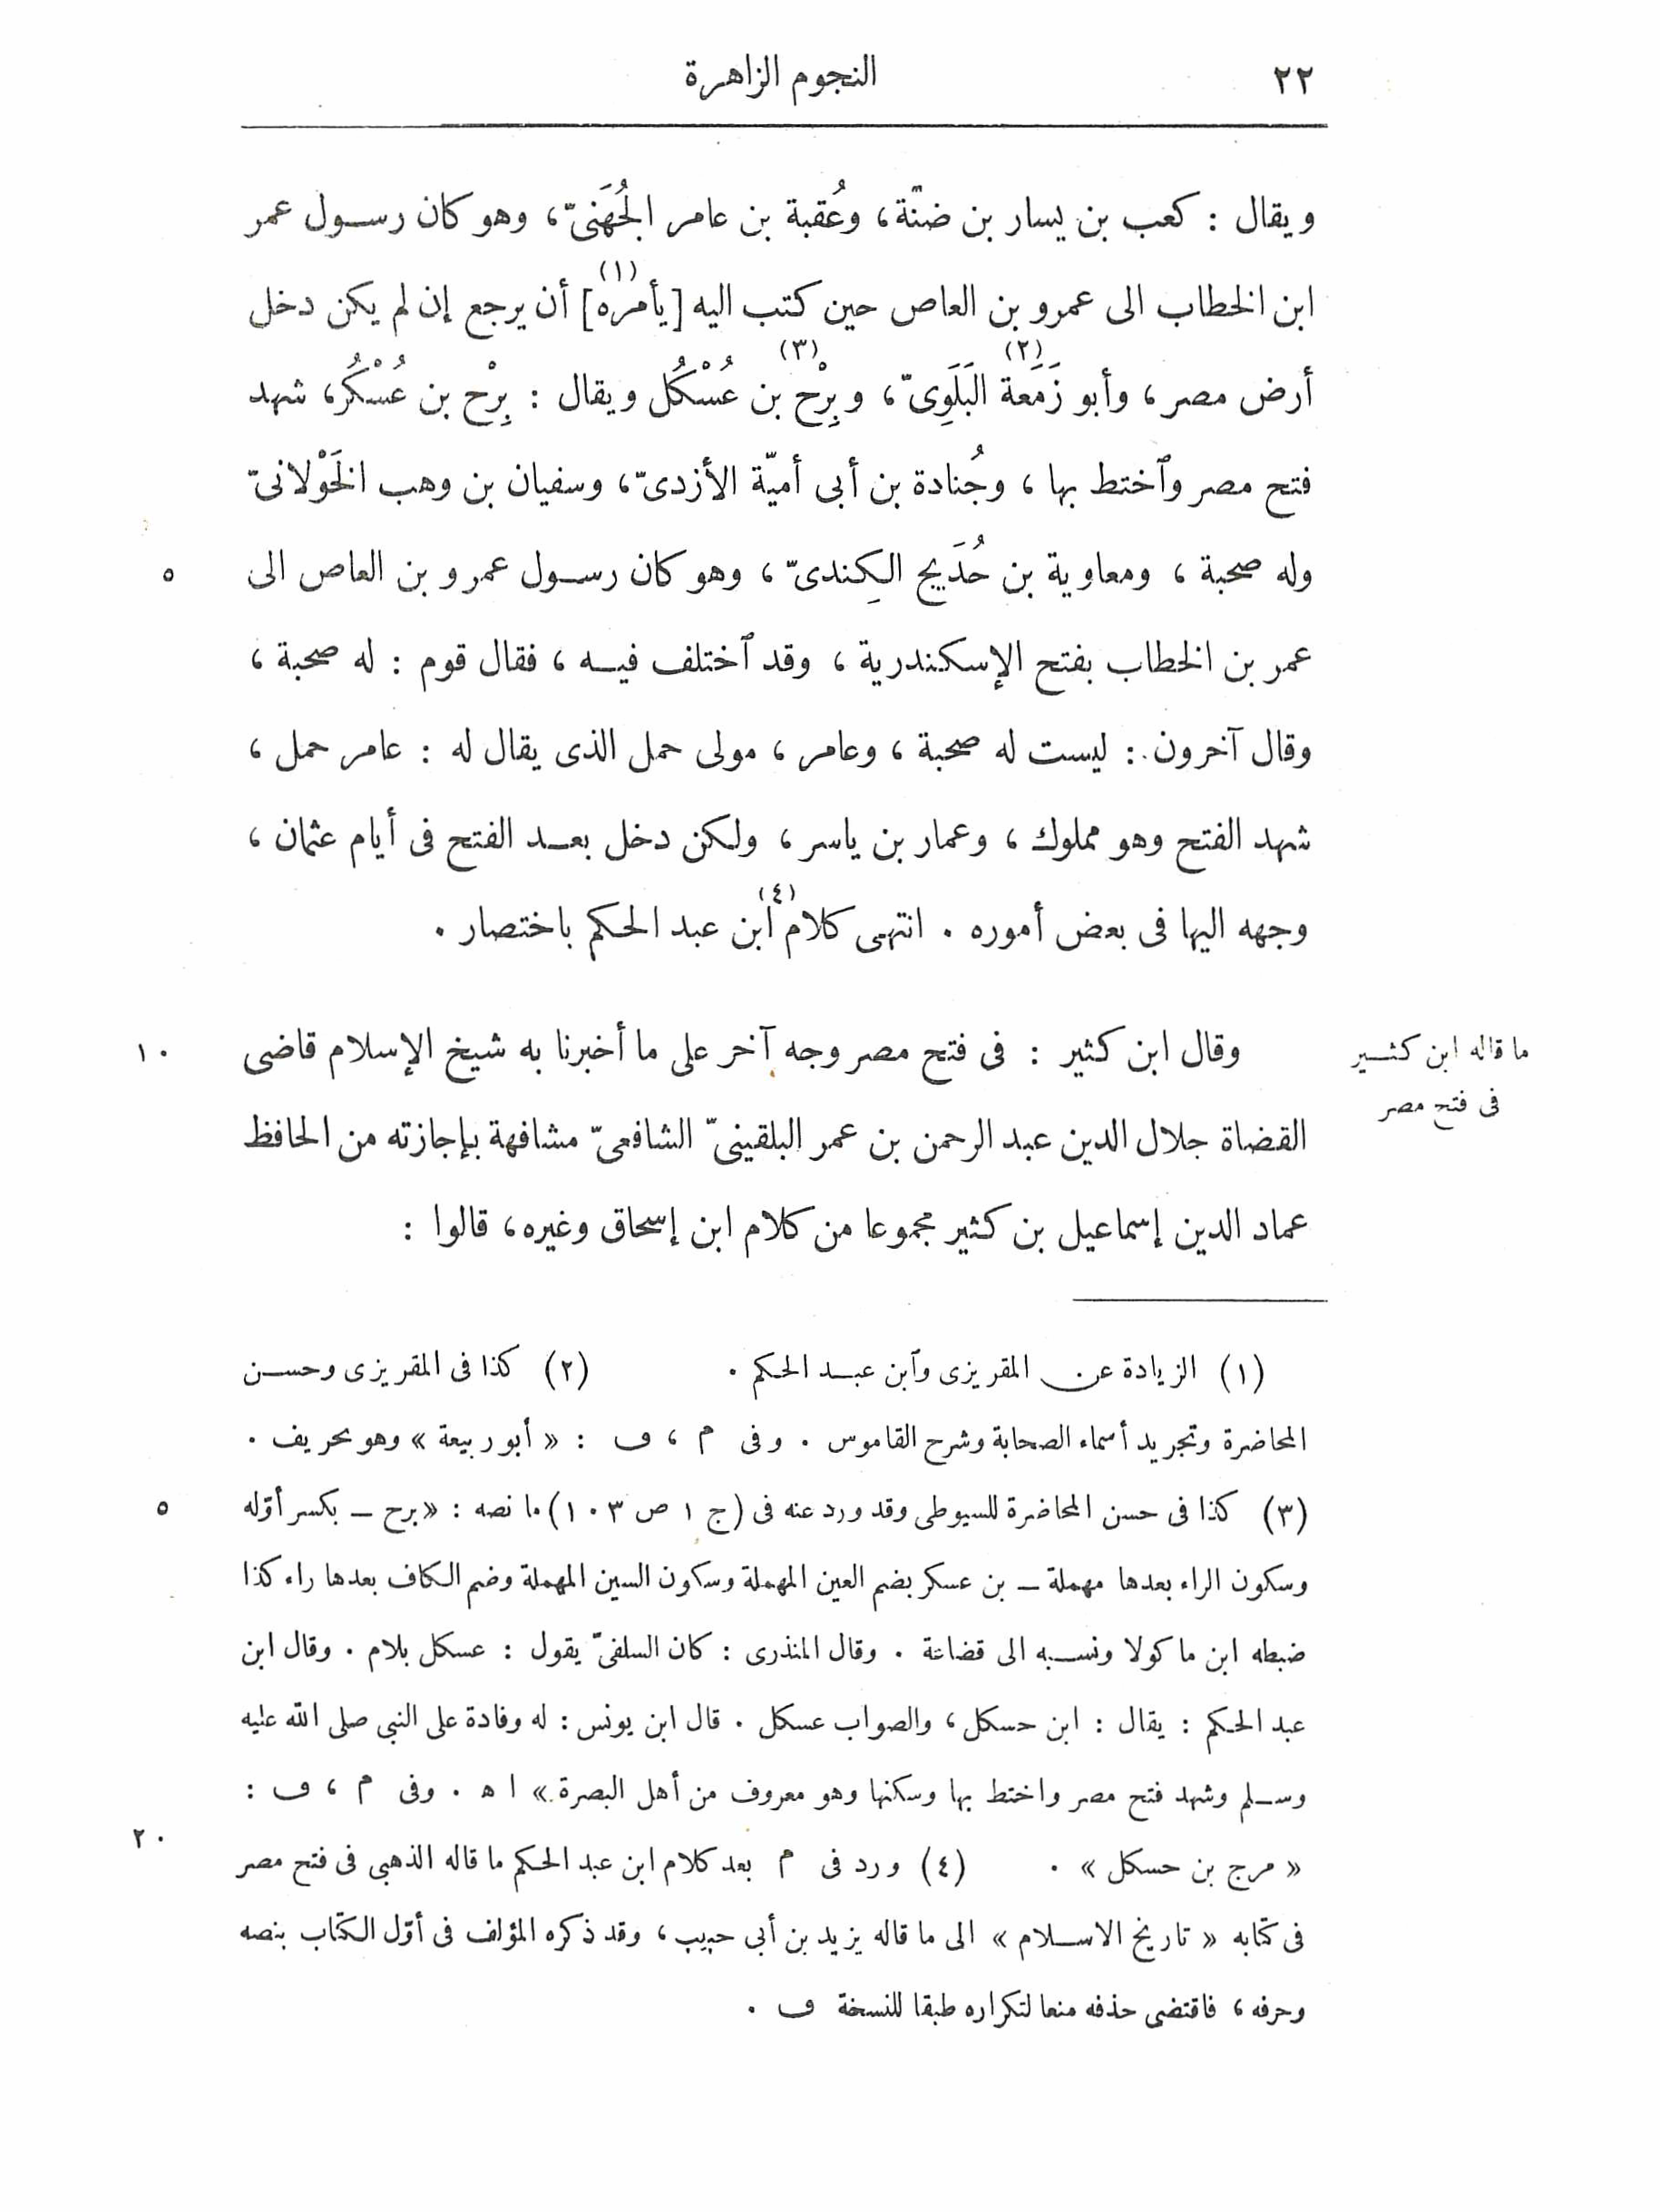 ٢٢ النجوم الزاهرة
ويقال : كعب بن يسار بن ضنّة، وعُقبة بن عامر الجُهَنىّ، وهو كان رسول عمر
ابن الخطاب الى عمرو بن العاص حين كتب اليه [يأمره](١) أن يرجع إن لم يكن دخل
أرض مصر، وأبو زَمَعَة(٢) البَلَوِىّ، وبِرْح(٣) بن عُسْكُل ويقال : بِرْح بن عُسْكُر، شهد
فتح مصر وٱختط بها، وجُنادة بن أبى أميّة الأزدىّ، وسفيان بن وهب الخَوْلانىّ
وله صحبة، ومعاوية بن حُدَيج الكِندىّ، وهو كان رسول عمرو بن العاص الى ٥
عمر بن الخطاب بفتح الإسكندرية، وقد ٱختلف فيه، فقال قوم : له صحبة،
وقال آخرون : ليست له صحبة، وعامر، مولى حمل الذى يقال له : عامر حمل،
شهد الفتح وهو مملوك، وعمار بن ياسر، ولكن دخل بعد الفتح فى أيام عثمان،
وجهه اليها فى بعض أموره . انتهى كلام(٤) ابن عبد الحكم باختصار .
ما قاله ابن كثير
فى فتح مصر
وقال ابن كثير : فى فتح مصر وجه آخر على ما أخبرنا به شيخ الإسلام قاضى ١٠
القضاة جلال الدين عبد الرحمن بن عمر البلقينىّ الشافعىّ مشافهة بإجازته من الحافظ
عماد الدين إسماعيل بن كثير مجموعا من كلام ابن إسحاق وغيره، قالوا :
(١) الزيادة عن المقريزى وٱبن عبد الحكم . (٢) كذا فى المقريزى وحسن
المحاضرة وتجريد أسماء الصحابة وشرح القاموس . وفى م، ف : «أبو ربيعة» وهو تحريف .
(٣) كذا فى حسن المحاضرة للسيوطى وقد ورد عنه فى (ج ١ ص ١٠٣) ما نصه : «برح — بكسر أوّله ٥
وسكون الراء بعدها مهملة — بن عسكر بضم العين المهملة وسكون السين المهملة وضم الكاف بعدها راء كذا
ضبطه ابن ماكولا ونسبه الى قضاعة . وقال المنذرى : كان السلفىّ يقول : عسكل بلام . وقال ابن
عبد الحكم : يقال : ابن حسكل، والصواب عسكل . قال ابن يونس : له وفادة على النبى صلى الله عليه
وسلم وشهد فتح مصر واختط بها وسكنها وهو معروف من أهل البصرة» ا ه . وفى م، ف :
٢٠
«مرج بن حسكل» . (٤) ورد فى م بعد كلام ابن عبد الحكم ما قاله الذهبى فى فتح مصر
فى كتابه «تاريخ الاسلام» الى ما قاله يزيد بن أبى حبيب، وقد ذكره المؤلف فى أوّل الكتاب بنصه
وحرفه، فاقتضى حذفه منعا لتكراره طبقا للنسخة ف .